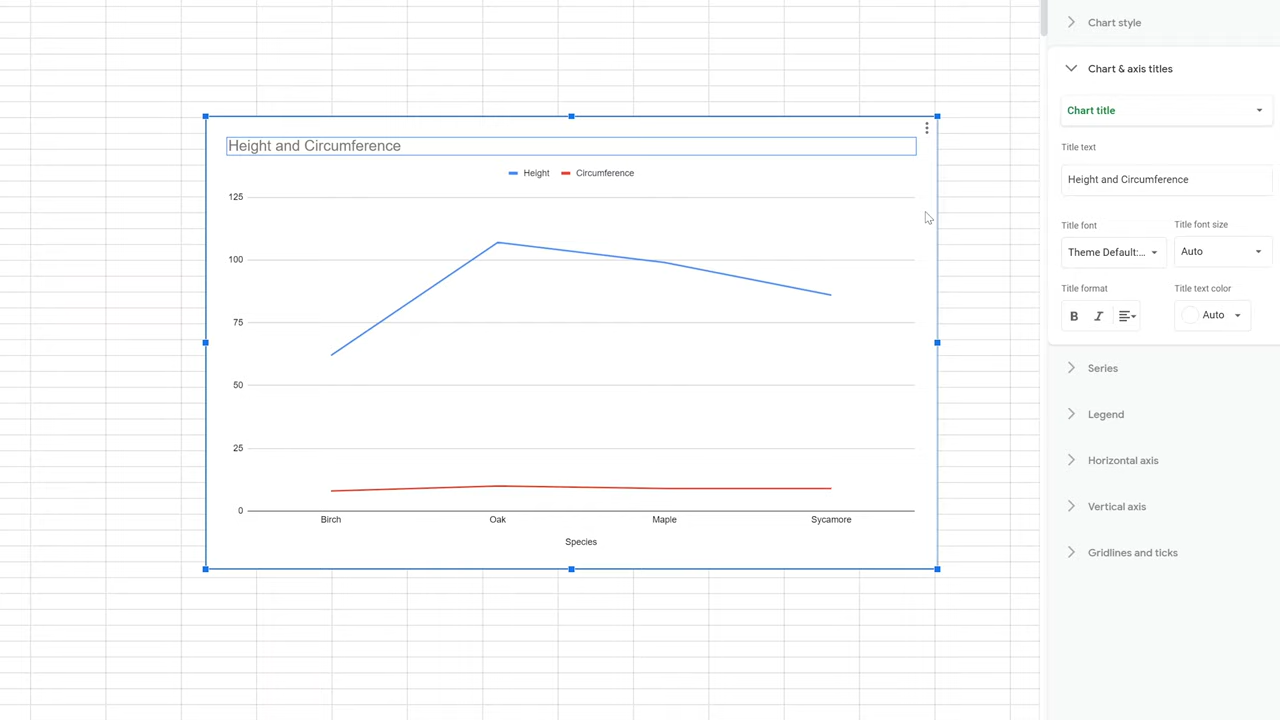 Height and Circumference
Height Circumference
125
100
75
50
25
0
Birch Oak Maple Sycamore
Species
Chart style
Chart & axis titles
Chart title
Title text
Height and Circumference
Title font Title font size
Theme Default:... Auto
Title format Title text color
B I Auto
Series
Legend
Horizontal axis
Vertical axis
Gridlines and ticks